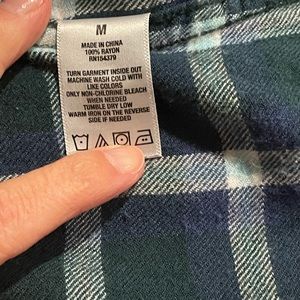 M
MADE IN CHINA
100% RAYON
RN154379
TURN GARMENT INSIDE OUT
MACHINE WASH COLD WITH
LIKE COLORS
ONLY NON-CHLORINE BLEACH
WHEN NEEDED
TUMBLE DRY LOW
WARM IRON ON THE REVERSE
SIDE IF NEEDED